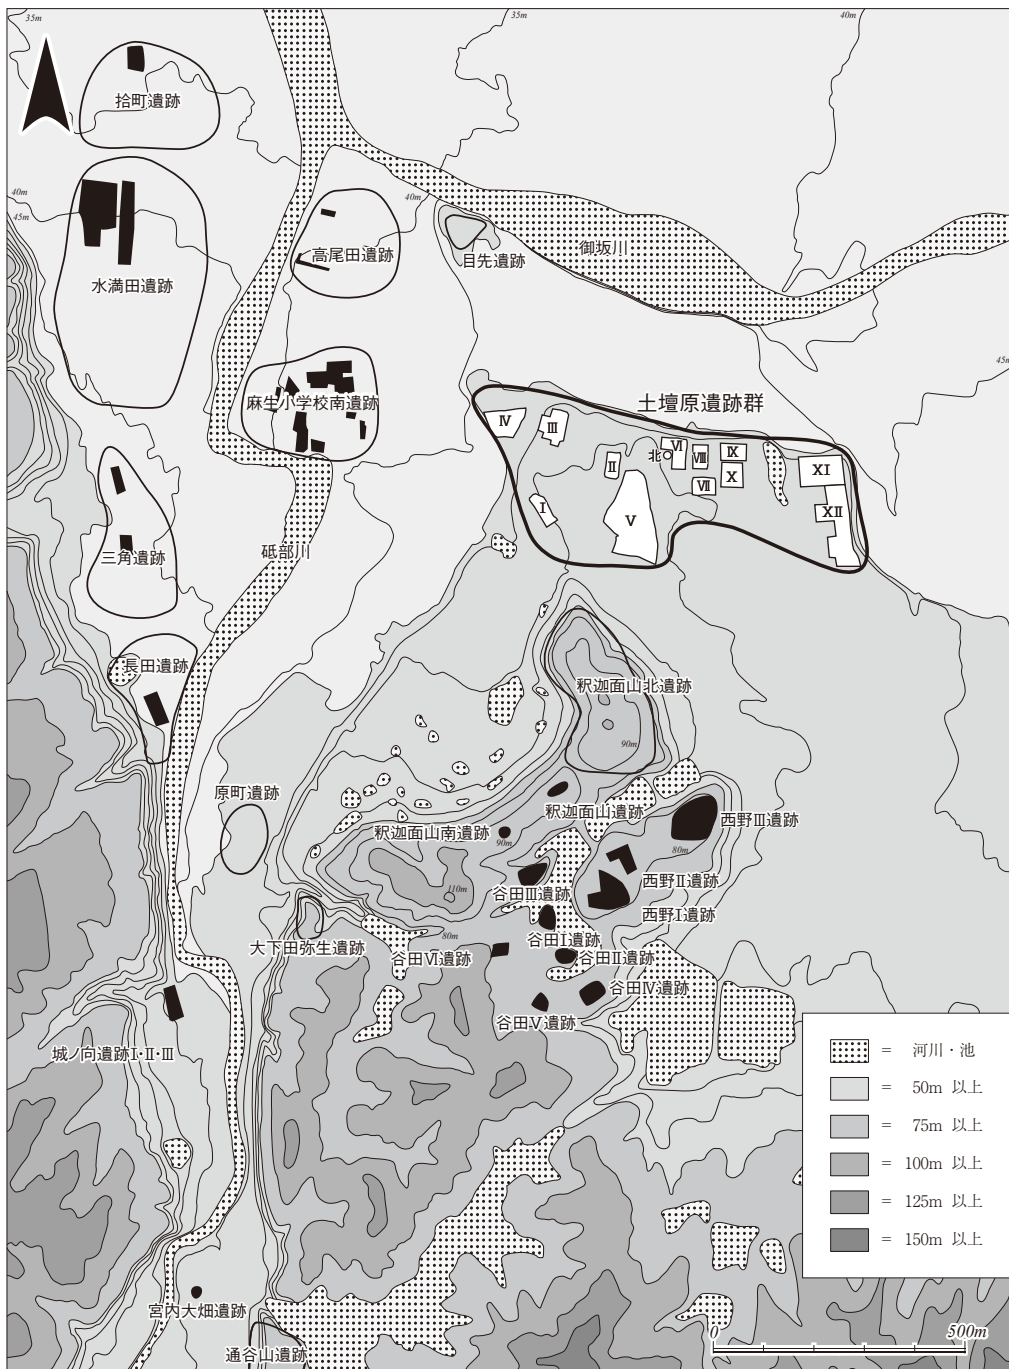 35m
35m
40m
拾町遺跡
40m
45m
40m
高尾田遺跡
目先遺跡
御坂川
水満田遺跡
45m
麻生小学校南遺跡
土壇原遺跡群
Ⅳ
Ⅲ
Ⅱ
Ⅰ
Ⅴ
北
Ⅵ
Ⅷ
Ⅶ
Ⅸ
Ⅹ
Ⅺ
Ⅻ
三角遺跡
砥部川
長田遺跡
釈迦面山北遺跡
90m
原町遺跡
釈迦面山遺跡
西野Ⅲ遺跡
釈迦面山南遺跡
90m
80m
110m
谷田Ⅲ遺跡
西野Ⅱ遺跡
西野Ⅰ遺跡
大下田弥生遺跡
80m
谷田Ⅵ遺跡
谷田Ⅰ遺跡
谷田Ⅱ遺跡
谷田Ⅳ遺跡
谷田Ⅴ遺跡
城ノ向遺跡Ⅰ・Ⅱ・Ⅲ
= 河川・池
= 50m 以上
= 75m 以上
= 100m 以上
= 125m 以上
= 150m 以上
宮内大畑遺跡
通谷山遺跡
0
500m